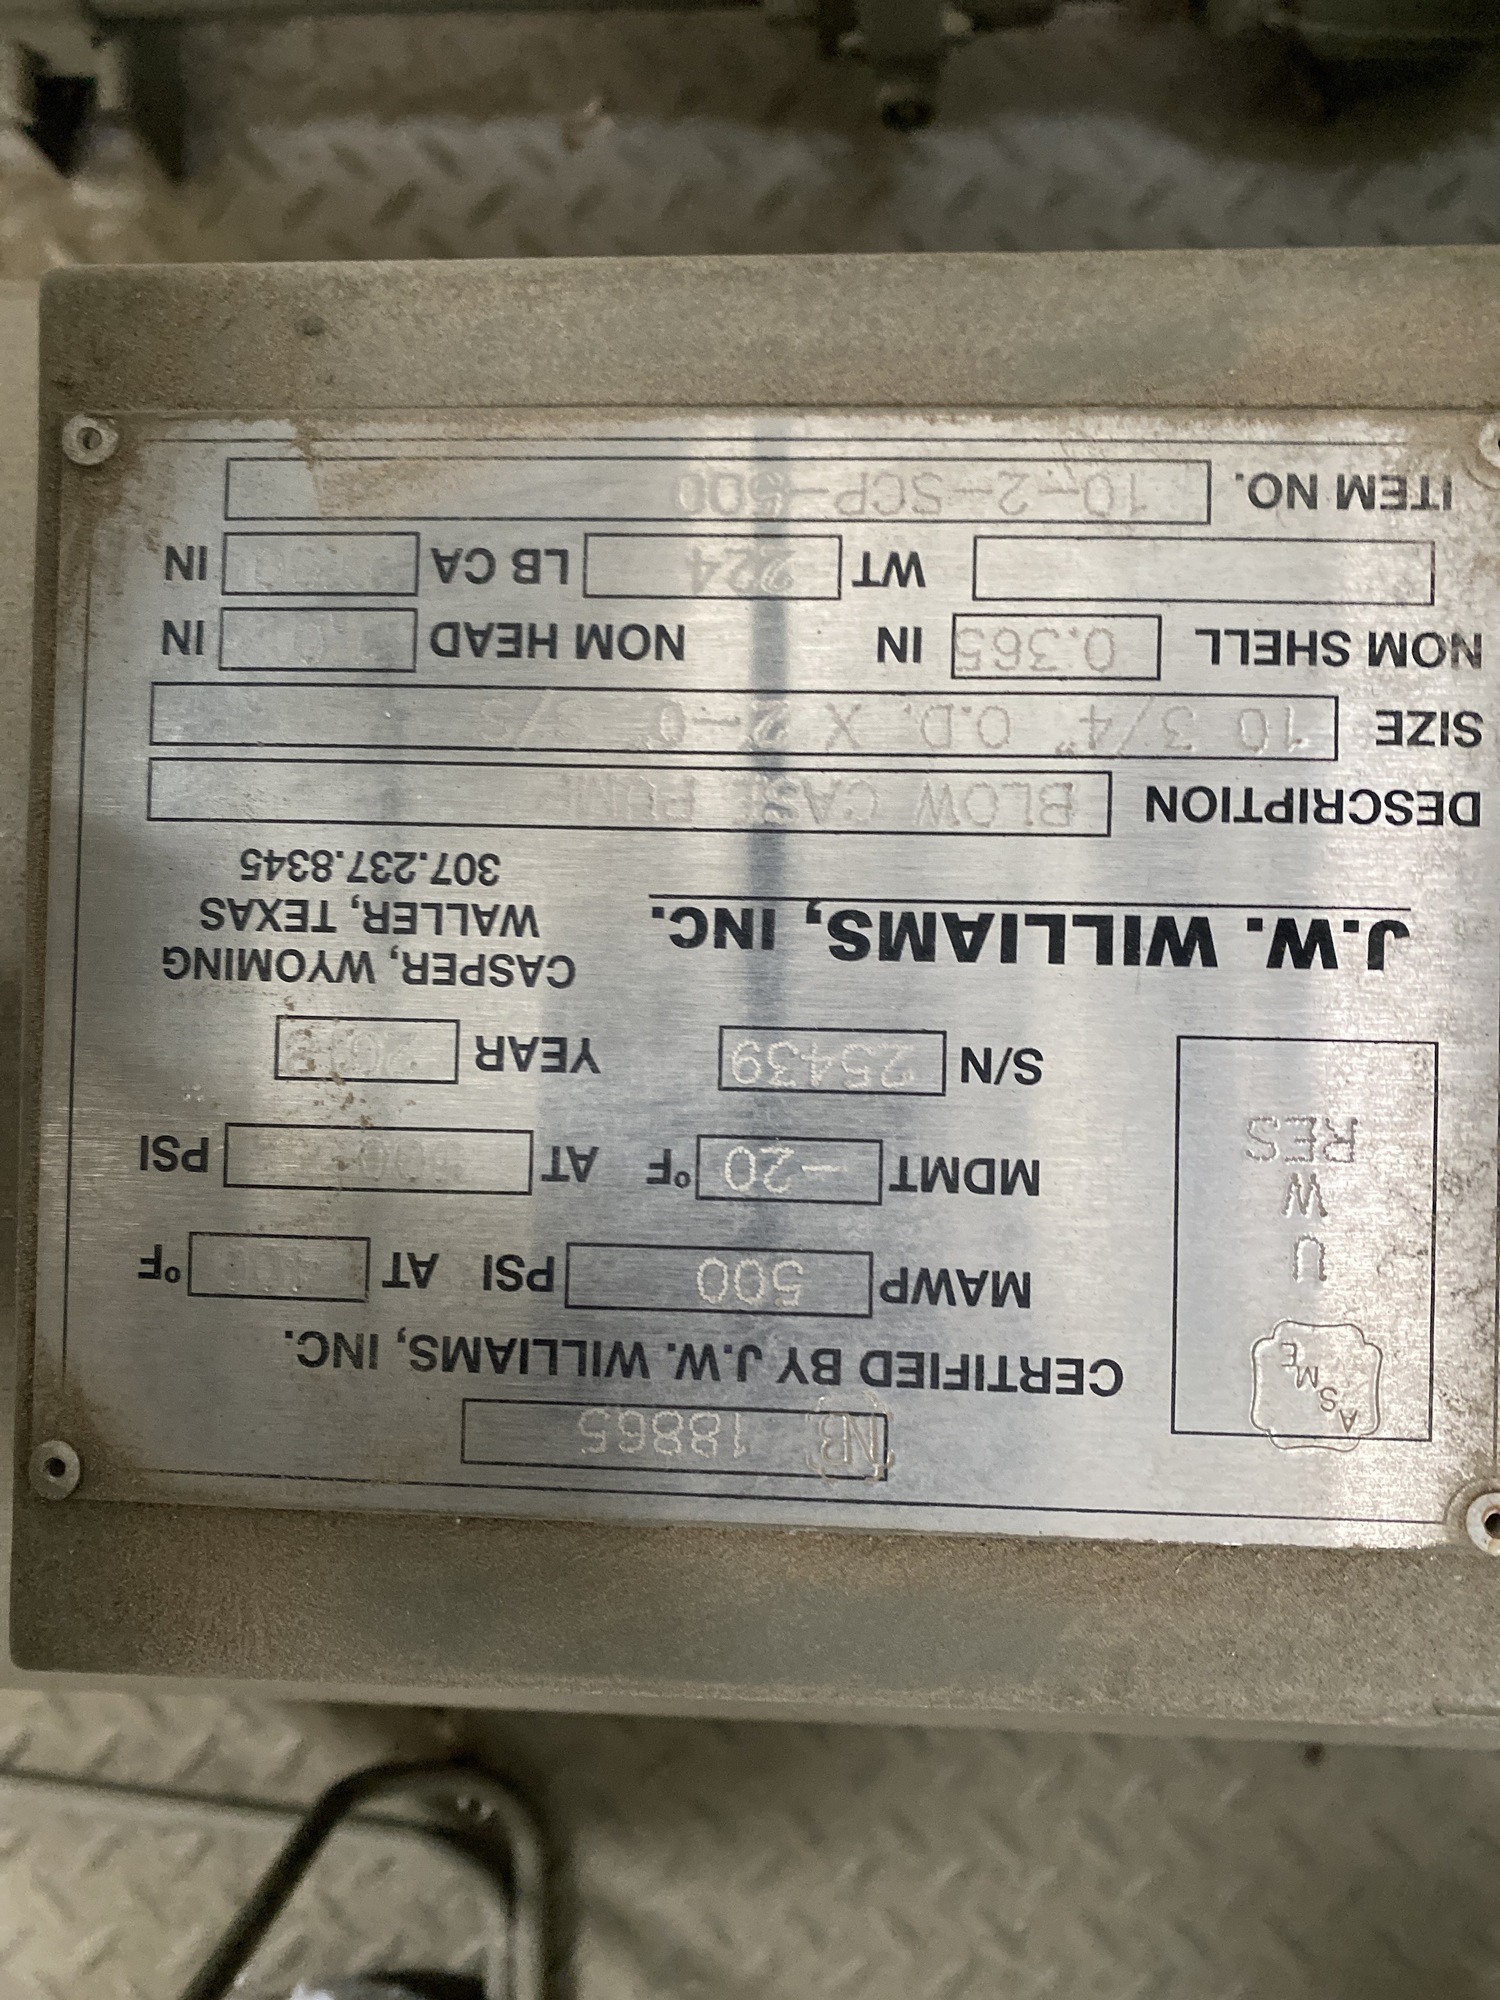 NB 18865
CERTIFIED BY J.W. WILLIAMS, INC.
ASME
U
W
RES
MAWP 500 PSI AT °F
MDMT -20 °F AT PSI
S/N 25439 YEAR
J.W. WILLIAMS, INC.
CASPER, WYOMING
WALLER, TEXAS
307.237.8345
DESCRIPTION BLOW CASE PUMP
SIZE 10 3/4" O.D. X 2'-0" S/S
NOM SHELL 0.365 IN NOM HEAD IN
WT 224 LB CA IN
ITEM NO. 10-2-SCP-500